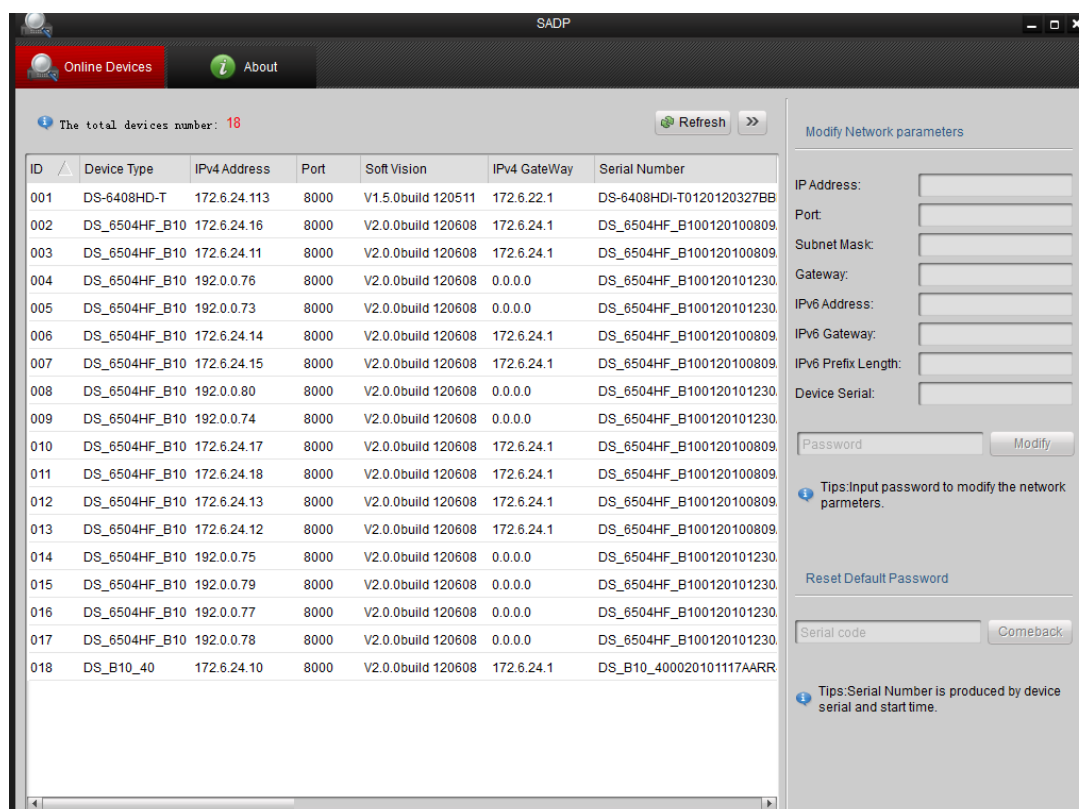 SADP
Online Devices
About
The total devices number: 18
Refresh
Modify Network parameters
ID Device Type IPv4 Address Port Soft Vision IPv4 GateWay Serial Number
001 DS-6408HD-T 172.6.24.113 8000 V1.5.0build 120511 172.6.22.1 DS-6408HDI-T0120120327BB
002 DS_6504HF_B10 172.6.24.16 8000 V2.0.0build 120608 172.6.24.1 DS_6504HF_B100120100809
003 DS_6504HF_B10 172.6.24.11 8000 V2.0.0build 120608 172.6.24.1 DS_6504HF_B100120100809
004 DS_6504HF_B10 192.0.0.76 8000 V2.0.0build 120608 0.0.0.0 DS_6504HF_B100120101230
005 DS_6504HF_B10 192.0.0.73 8000 V2.0.0build 120608 0.0.0.0 DS_6504HF_B100120101230
006 DS_6504HF_B10 172.6.24.14 8000 V2.0.0build 120608 172.6.24.1 DS_6504HF_B100120100809
007 DS_6504HF_B10 172.6.24.15 8000 V2.0.0build 120608 172.6.24.1 DS_6504HF_B100120100809
008 DS_6504HF_B10 192.0.0.80 8000 V2.0.0build 120608 0.0.0.0 DS_6504HF_B100120101230
009 DS_6504HF_B10 192.0.0.74 8000 V2.0.0build 120608 0.0.0.0 DS_6504HF_B100120101230
010 DS_6504HF_B10 172.6.24.17 8000 V2.0.0build 120608 172.6.24.1 DS_6504HF_B100120100809
011 DS_6504HF_B10 172.6.24.18 8000 V2.0.0build 120608 172.6.24.1 DS_6504HF_B100120100809
012 DS_6504HF_B10 172.6.24.13 8000 V2.0.0build 120608 172.6.24.1 DS_6504HF_B100120100809
013 DS_6504HF_B10 172.6.24.12 8000 V2.0.0build 120608 172.6.24.1 DS_6504HF_B100120100809
014 DS_6504HF_B10 192.0.0.75 8000 V2.0.0build 120608 0.0.0.0 DS_6504HF_B100120101230
015 DS_6504HF_B10 192.0.0.79 8000 V2.0.0build 120608 0.0.0.0 DS_6504HF_B100120101230
016 DS_6504HF_B10 192.0.0.77 8000 V2.0.0build 120608 0.0.0.0 DS_6504HF_B100120101230
017 DS_6504HF_B10 192.0.0.78 8000 V2.0.0build 120608 0.0.0.0 DS_6504HF_B100120101230
018 DS_B10_40 172.6.24.10 8000 V2.0.0build 120608 172.6.24.1 DS_B10_400020101117AARR
IP Address:
Port:
Subnet Mask:
Gateway:
IPv6 Address:
IPv6 Gateway:
IPv6 Prefix Length:
Device Serial:
Password
Modify
Tips:Input password to modify the network
parmeters.
Reset Default Password
Serial code
Comeback
Tips:Serial Number is produced by device
serial and start time.